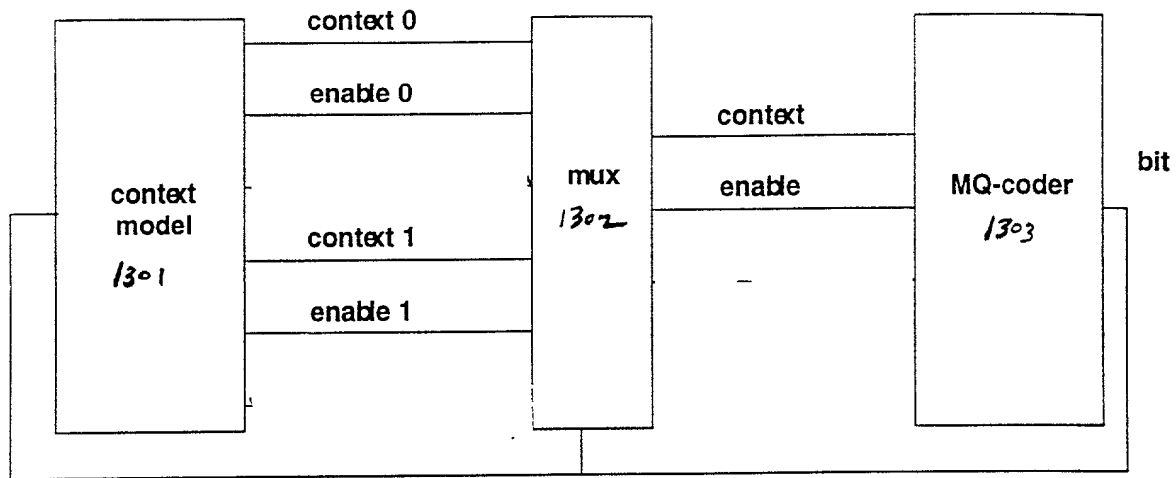 context 0
enable 0
context
model
1301
context 1
enable 1
mux
1302
context
enable
MQ-coder
1303
bit